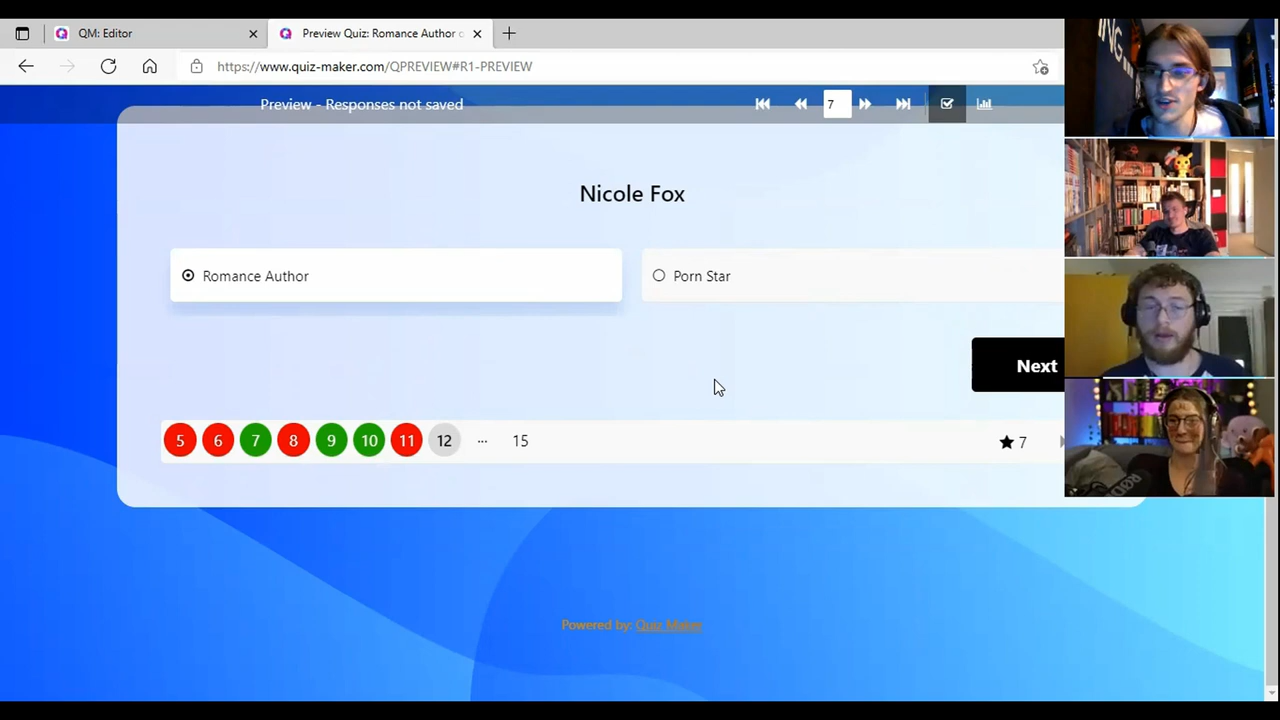 QM: Editor
Preview Quiz: Romance Author o
https://www.quiz-maker.com/QPREVIEW#R1-PREVIEW
Preview - Responses not saved
7
Nicole Fox
Romance Author
Porn Star
Next
5 6 7 8 9 10 11 12 ... 15
★ 7
Powered by: Quiz Maker
RØDE